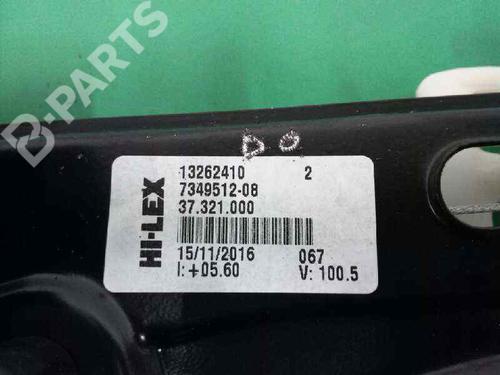 B-PARTS
DO
HI-LEX
13262410 2
7349512-08
37.321.000
15/11/2016 067
I:+05.60 V: 100.5